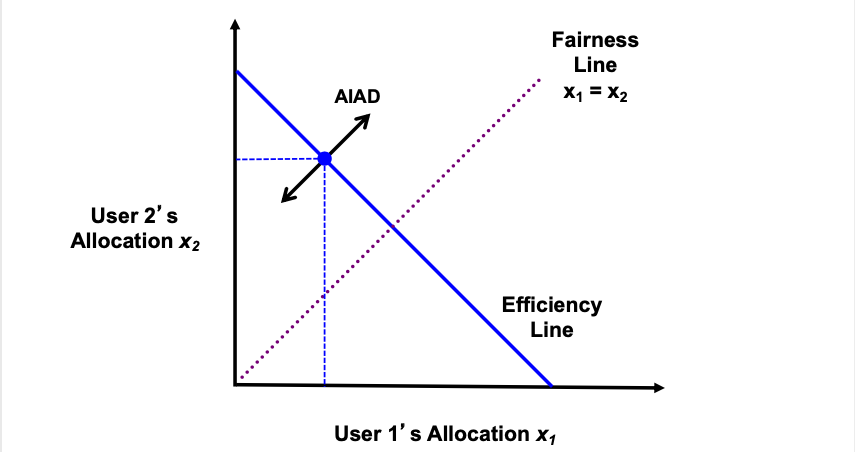 Fairness
Line
x₁ = x₂
AIAD
User 2’s
Allocation x₂
Efficiency
Line
User 1’s Allocation x₁